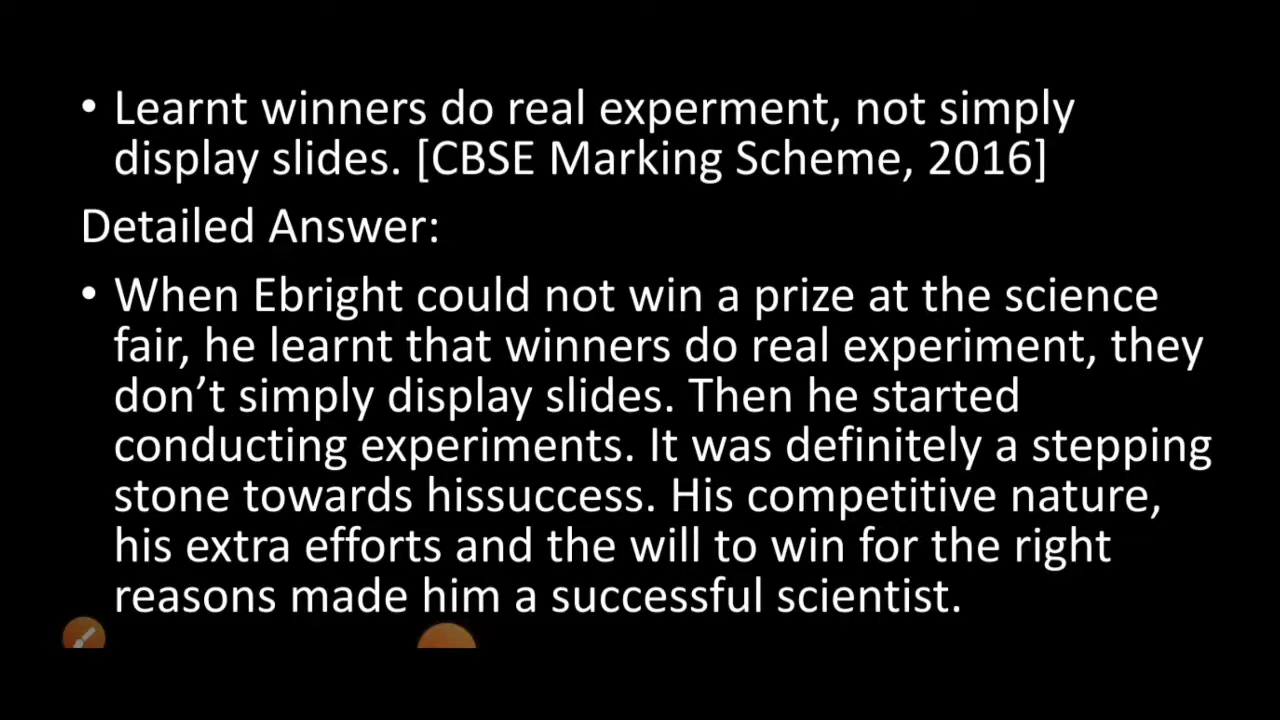 • Learnt winners do real experment, not simply
display slides. [CBSE Marking Scheme, 2016]
Detailed Answer:
• When Ebright could not win a prize at the science
fair, he learnt that winners do real experiment, they
don’t simply display slides. Then he started
conducting experiments. It was definitely a stepping
stone towards hissuccess. His competitive nature,
his extra efforts and the will to win for the right
reasons made him a successful scientist.